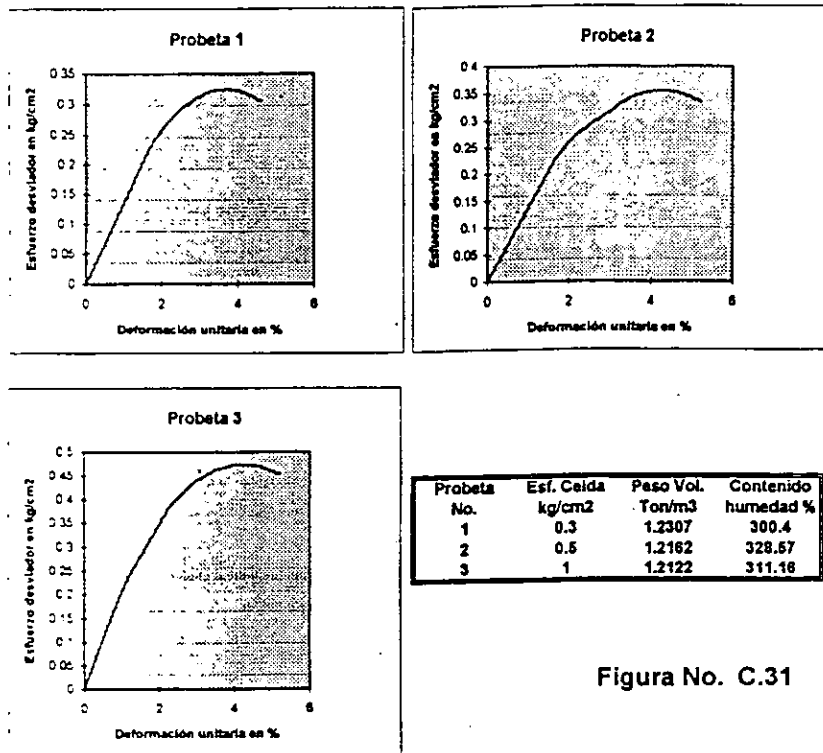 Probeta 1
Esfuerzo desviador en kg/cm2
0.35
0.3
0.25
0.2
0.15
0.1
0.05
0
0
2
4
6
Deformación unitaria en %
Probeta 2
Esfuerzo desviador en kg/cm2
0.4
0.35
0.3
0.25
0.2
0.15
0.1
0.05
0
0
2
4
6
Deformación unitaria en %
Probeta 3
Esfuerzo desviador en kg/cm2
0.5
0.45
0.4
0.35
0.3
0.25
0.2
0.15
0.1
0.05
0
0
2
4
6
Deformación unitaria en %
Probeta Esf. Celda Peso Vol. Contenido
No. kg/cm2 Ton/m3 humedad %
1 0.3 1.2307 300.4
2 0.5 1.2162 328.57
3 1 1.2122 311.16
Figura No. C.31